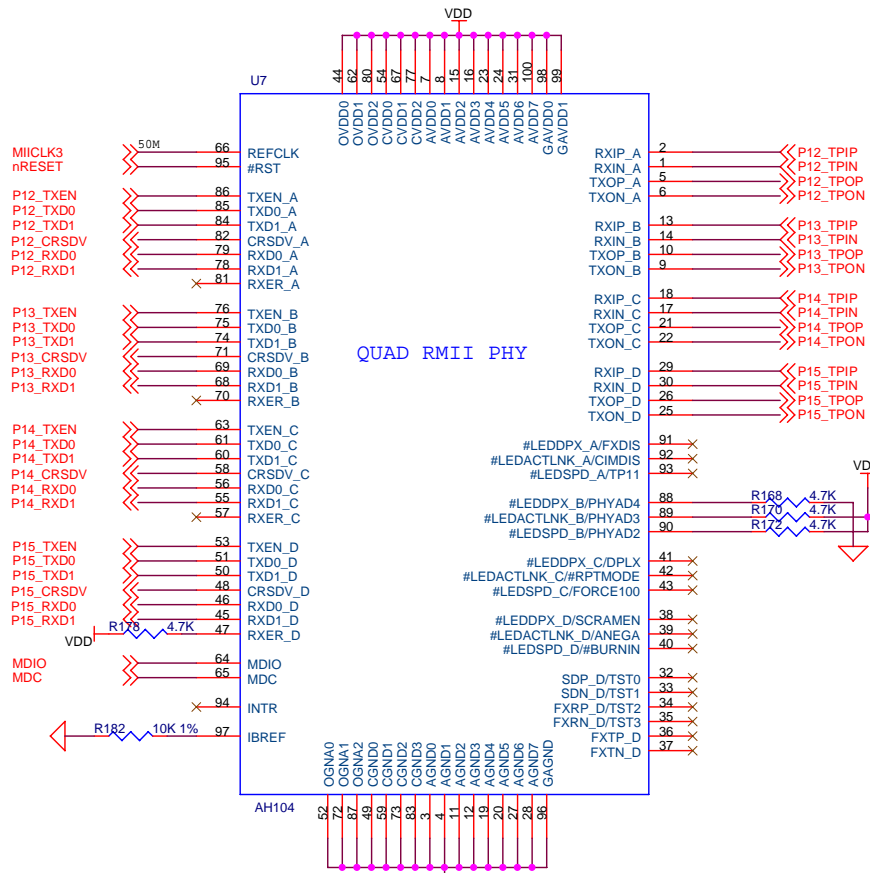 VDD
44 62 80 54 67 77 7 8 15 16 23 24 31 100 98 99
U7
OVDD0 OVDD1 OVDD2 CVDD0 CVDD1 CVDD2 AVDD0 AVDD1 AVDD2 AVDD3 AVDD4 AVDD5 AVDD6 AVDD7 GAVDD0 GAVDD1
MIICLK3 50M 66 REFCLK
nRESET 95 #RST
P12_TXEN 86 TXEN_A
P12_TXD0 85 TXD0_A
P12_TXD1 84 TXD1_A
P12_CRSDV 82 CRSDV_A
P12_RXD0 79 RXD0_A
P12_RXD1 78 RXD1_A
81 RXER_A
P13_TXEN 76 TXEN_B
P13_TXD0 75 TXD0_B
P13_TXD1 74 TXD1_B
P13_CRSDV 71 CRSDV_B
P13_RXD0 69 RXD0_B
P13_RXD1 68 RXD1_B
70 RXER_B
P14_TXEN 63 TXEN_C
P14_TXD0 61 TXD0_C
P14_TXD1 60 TXD1_C
P14_CRSDV 58 CRSDV_C
P14_RXD0 56 RXD0_C
P14_RXD1 55 RXD1_C
57 RXER_C
P15_TXEN 53 TXEN_D
P15_TXD0 51 TXD0_D
P15_TXD1 50 TXD1_D
P15_CRSDV 48 CRSDV_D
P15_RXD0 46 RXD0_D
P15_RXD1 45 RXD1_D
VDD R178 4.7K 47 RXER_D
MDIO 64 MDIO
MDC 65 MDC
94 INTR
R182 10K 1% 97 IBREF
QUAD RMII PHY
RXIP_A 2 P12_TPIP
RXIN_A 1 P12_TPIN
TXOP_A 5 P12_TPOP
TXON_A 6 P12_TPON
RXIP_B 13 P13_TPIP
RXIN_B 14 P13_TPIN
TXOP_B 10 P13_TPOP
TXON_B 9 P13_TPON
RXIP_C 18 P14_TPIP
RXIN_C 17 P14_TPIN
TXOP_C 21 P14_TPOP
TXON_C 22 P14_TPON
RXIP_D 29 P15_TPIP
RXIN_D 30 P15_TPIN
TXOP_D 26 P15_TPOP
TXON_D 25 P15_TPON
#LEDDPX_A/FXDIS 91
#LEDACTLNK_A/CIMDIS 92
#LEDSPD_A/TP11 93
VD
#LEDDPX_B/PHYAD4 88 R168 4.7K
#LEDACTLNK_B/PHYAD3 89 R170 4.7K
#LEDSPD_B/PHYAD2 90 R172 4.7K
#LEDDPX_C/DPLX 41
#LEDACTLNK_C/#RPTMODE 42
#LEDSPD_C/FORCE100 43
#LEDDPX_D/SCRAMEN 38
#LEDACTLNK_D/ANEGA 39
#LEDSPD_D/#BURNIN 40
SDP_D/TST0 32
SDN_D/TST1 33
FXRP_D/TST2 34
FXRN_D/TST3 35
FXTP_D 36
FXTN_D 37
OGNA0 OGNA1 OGNA2 CGND0 CGND1 CGND2 CGND3 AGND0 AGND1 AGND2 AGND3 AGND4 AGND5 AGND6 AGND7 GAGND
AH104
52 72 87 49 59 73 83 3 4 11 12 19 20 27 28 96